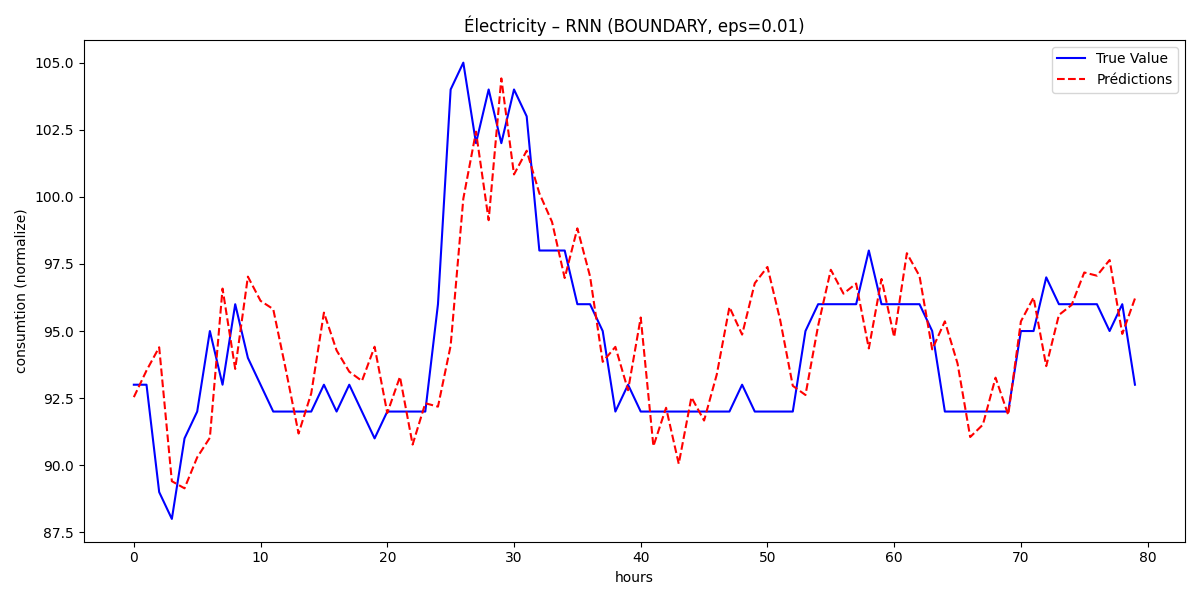 Électricity – RNN (BOUNDARY, eps=0.01)
True Value
Prédictions
consumtion (normalize)
105.0
102.5
100.0
97.5
95.0
92.5
90.0
87.5
0 10 20 30 40 50 60 70 80
hours